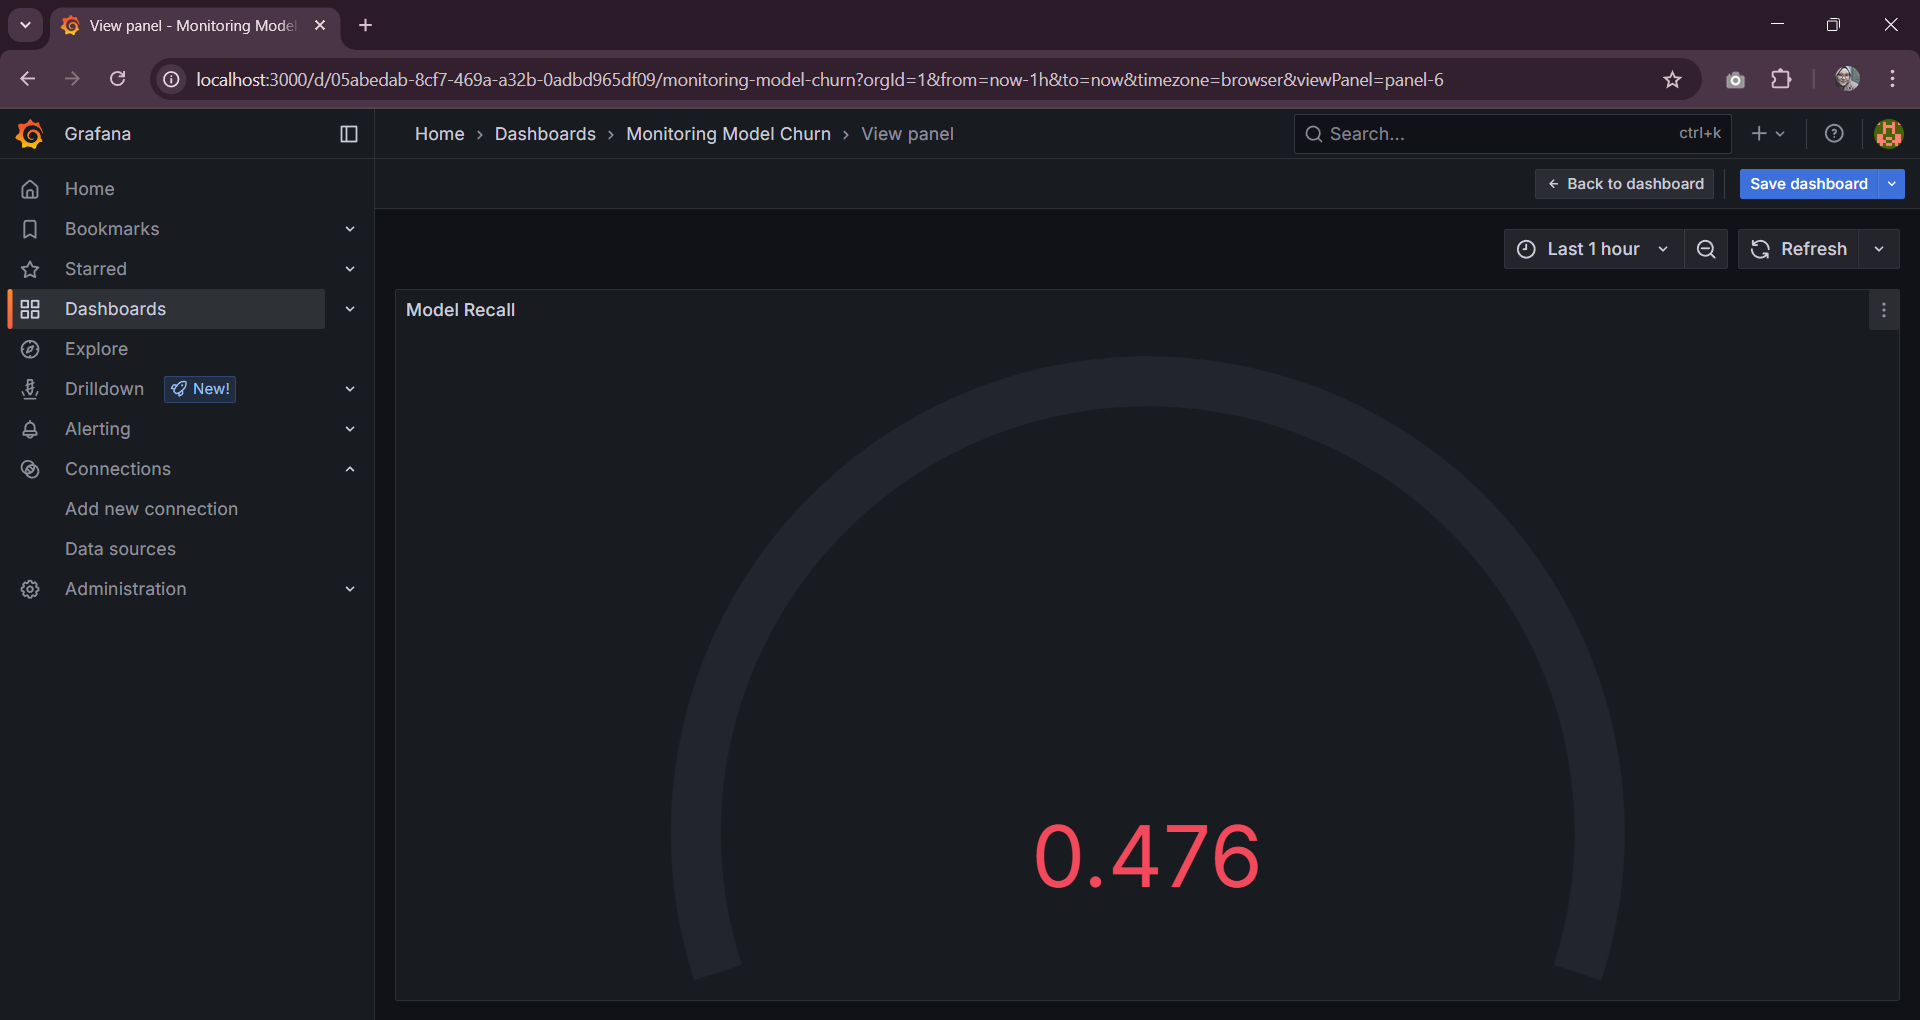 View panel - Monitoring Model
localhost:3000/d/05abedab-8cf7-469a-a32b-0adbd965df09/monitoring-model-churn?orgId=1&from=now-1h&to=now&timezone=browser&viewPanel=panel-6
Grafana
Home › Dashboards › Monitoring Model Churn › View panel
Search... ctrl+k
Back to dashboard
Save dashboard
Home
Bookmarks
Starred
Dashboards
Explore
Drilldown New!
Alerting
Connections
Add new connection
Data sources
Administration
Last 1 hour
Refresh
Model Recall
0.476